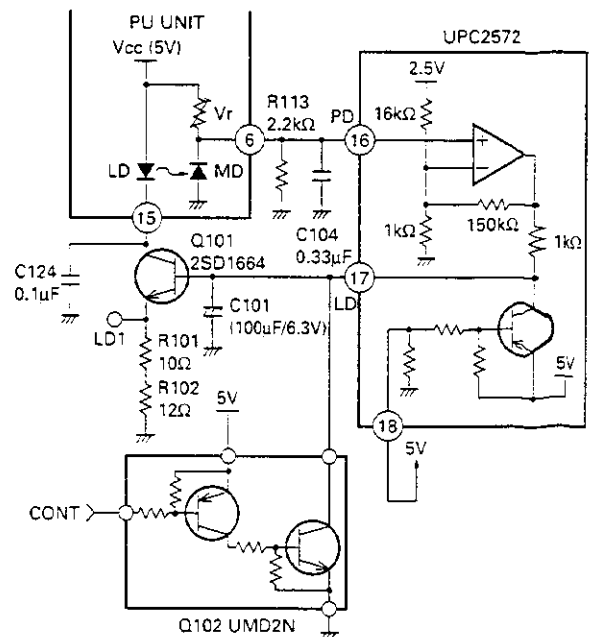 PU UNIT
Vcc (5V)
Vr
LD
MD
6
15
R113
2.2kΩ
PD
16
C104
0.33µF
UPC2572
2.5V
16kΩ
+
−
1kΩ
150kΩ
1kΩ
17
LD
5V
18
5V
Q101
2SD1664
C124
0.1µF
C101
(100µF/6.3V)
LD1
R101
10Ω
R102
12Ω
5V
CONT
Q102 UMD2N